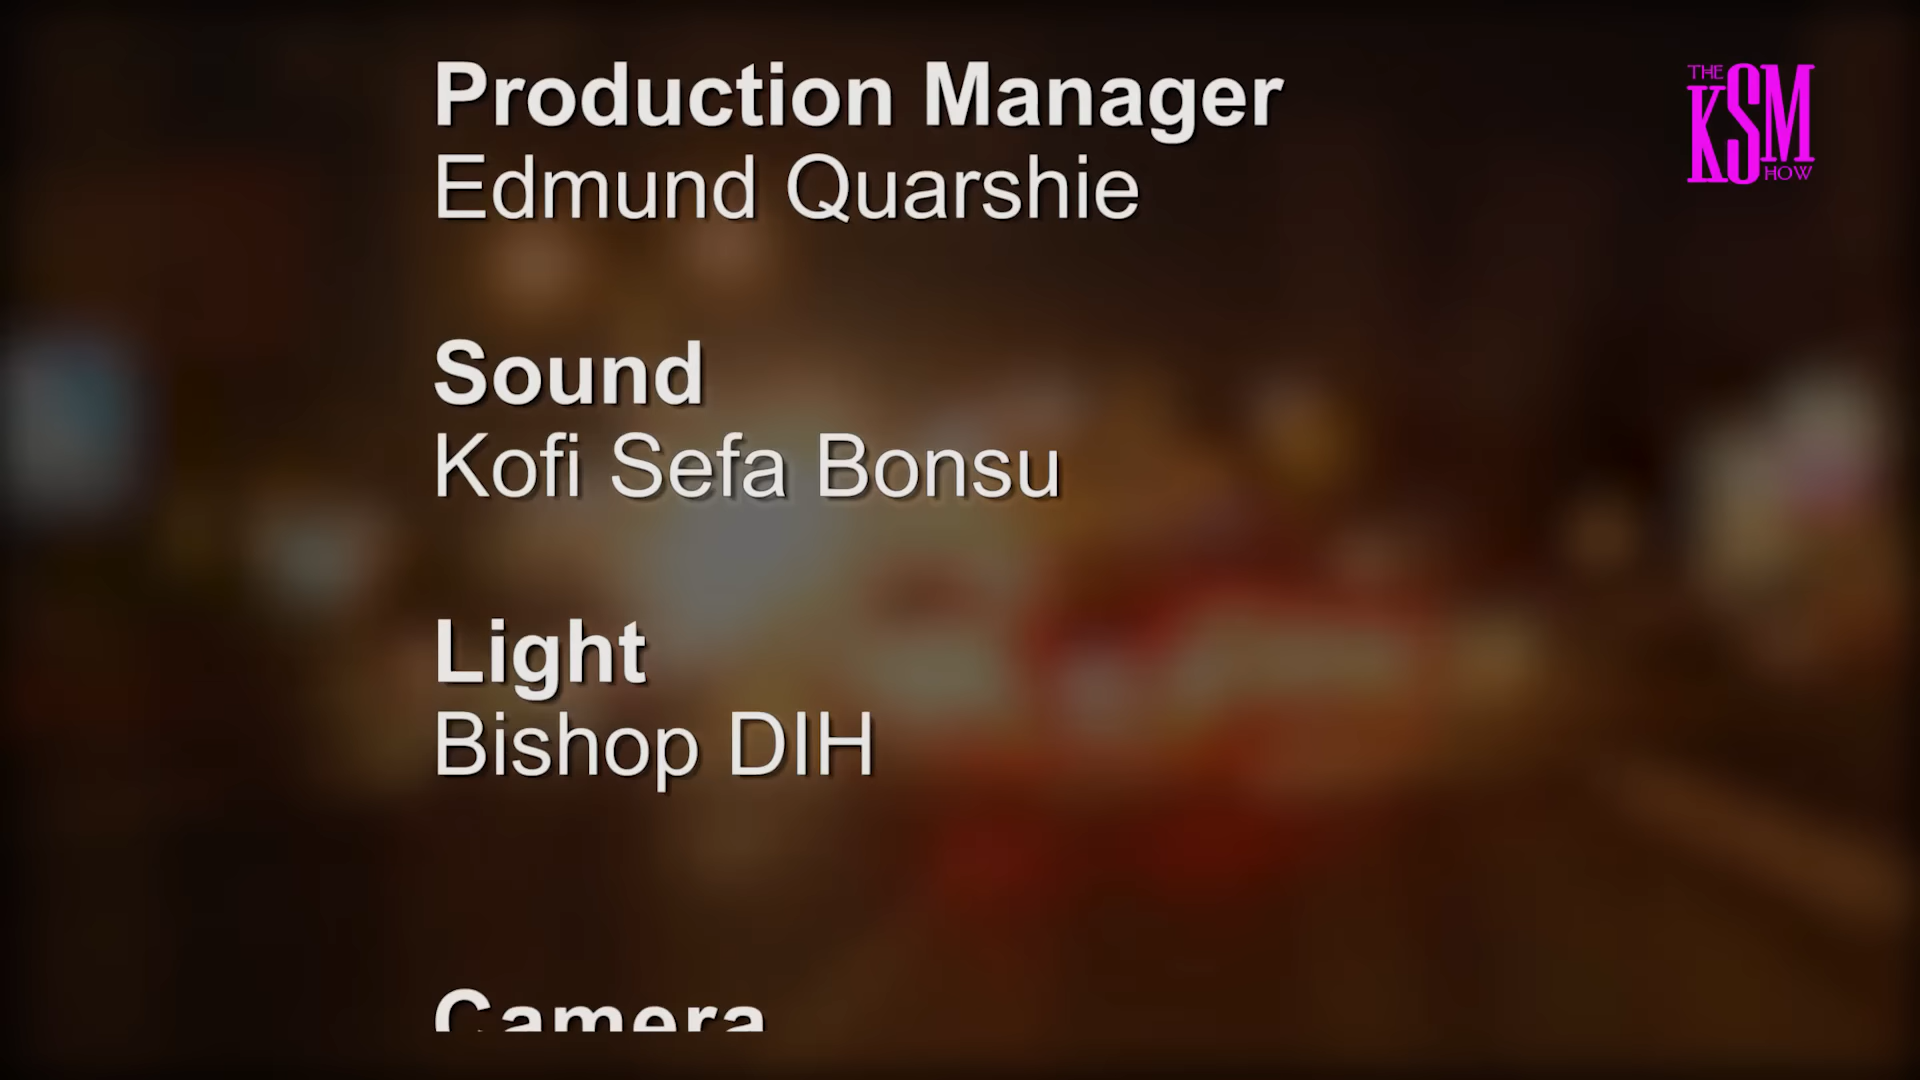 Production Manager
Edmund Quarshie
THE
KSM
SHOW
Sound
Kofi Sefa Bonsu
Light
Bishop DIH
Camera